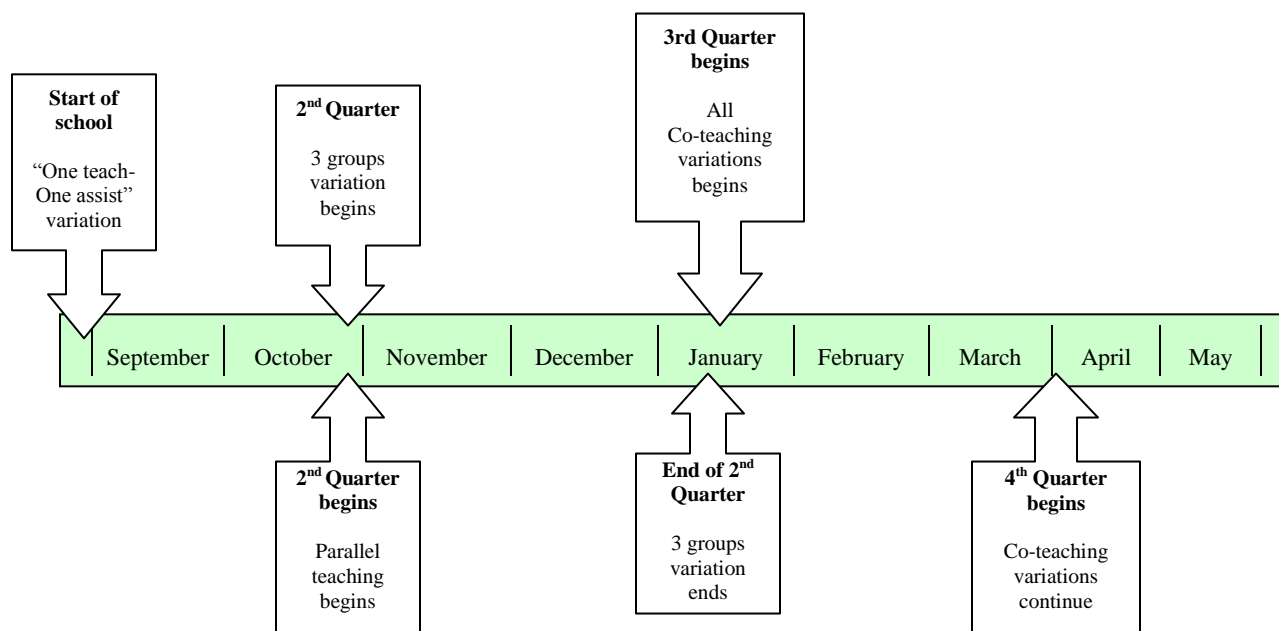 Start of
school
“One teach-
One assist”
variation
2nd Quarter
3 groups
variation
begins
3rd Quarter
begins
All
Co-teaching
variations
begins
September October November December January February March April May
2nd Quarter
begins
Parallel
teaching
begins
End of 2nd
Quarter
3 groups
variation
ends
4th Quarter
begins
Co-teaching
variations
continue